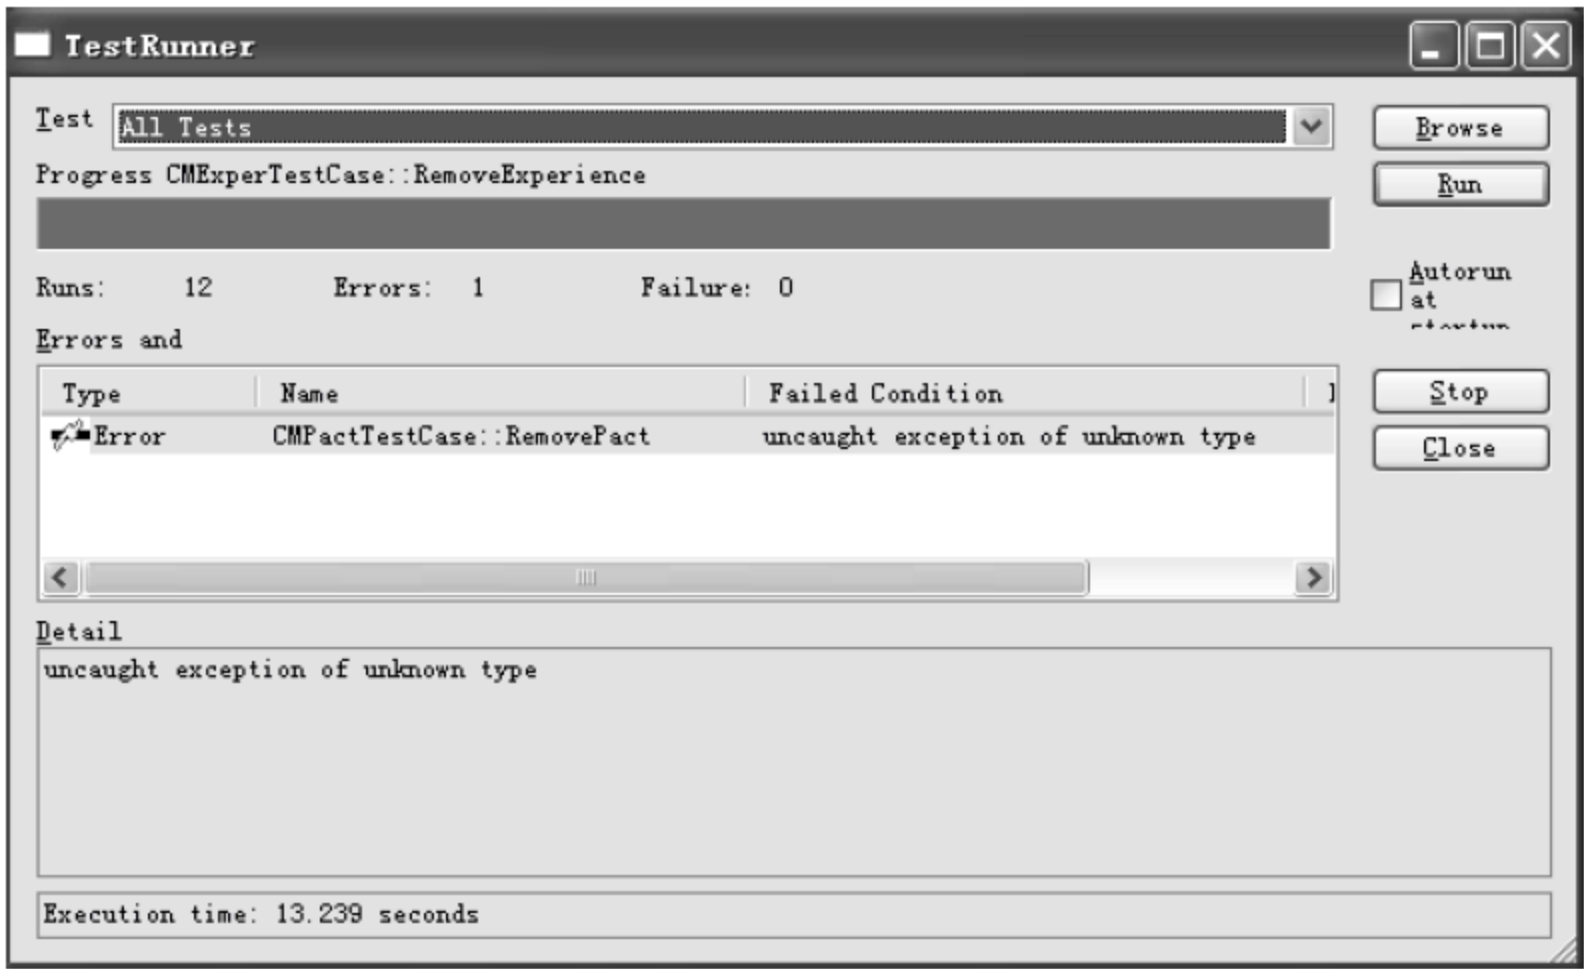 TestRunner
Test
All Tests
Browse
Progress CMExperTestCase::RemoveExperience
Run
Runs: 12 Errors: 1 Failure: 0
Autorun
at
Errors and
Type Name Failed Condition
Stop
Error CMPactTestCase::RemovePact uncaught exception of unknown type
Close
Detail
uncaught exception of unknown type
Execution time: 13.239 seconds